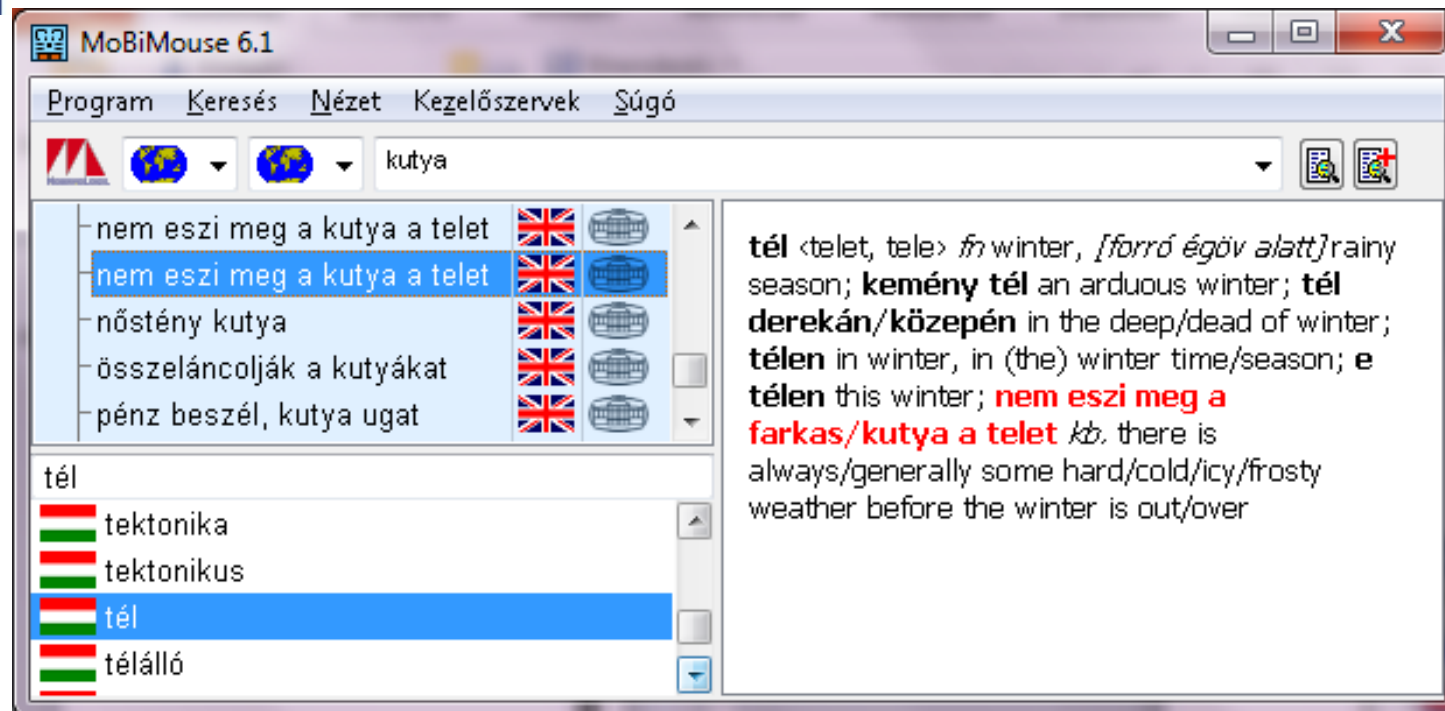 MoBiMouse 6.1
Program Keresés Nézet Kezelőszervek Súgó
kutya
nem eszi meg a kutya a telet
nem eszi meg a kutya a telet
nőstény kutya
összeláncolják a kutyákat
pénz beszél, kutya ugat
tél
tektonika
tektonikus
tél
télálló
tél <telet, tele> fn winter, [forró égöv alatt] rainy
season; kemény tél an arduous winter; tél
derekán/közepén in the deep/dead of winter;
télen in winter, in (the) winter time/season; e
télen this winter; nem eszi meg a
farkas/kutya a telet kb. there is
always/generally some hard/cold/icy/frosty
weather before the winter is out/over